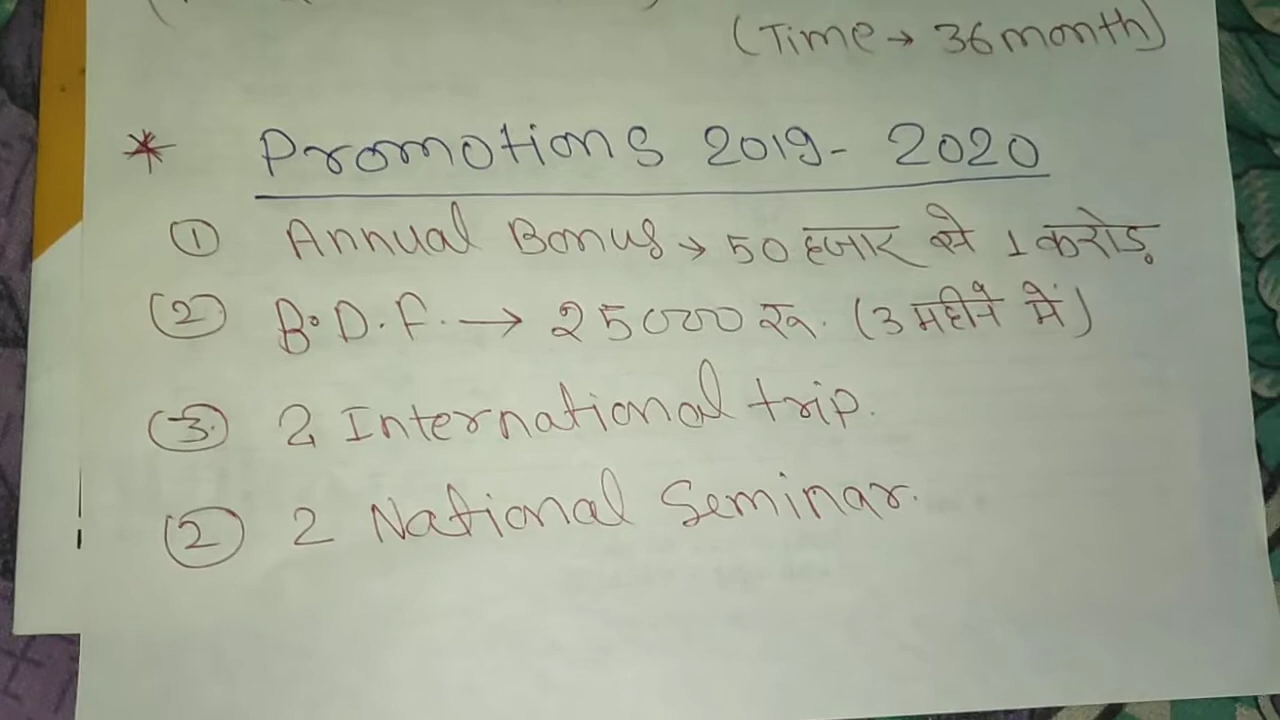 (Time → 36 month)
* Promotions 2019- 2020
① Annual Bonus → 50 हजार से 1 करोड़
(2) B.D.F. → 25000 रू. (3 महीने में)
(3) 2 International trip.
(2) 2 National Seminar.